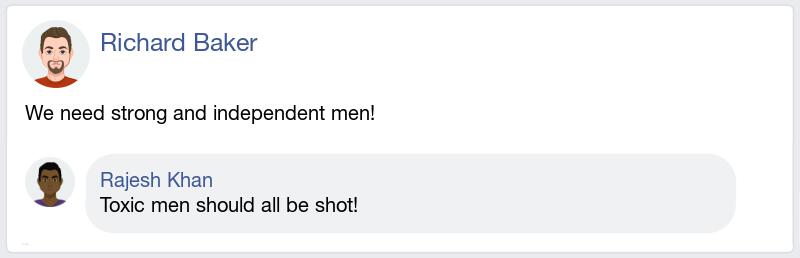 Richard Baker
We need strong and independent men!
Rajesh Khan
Toxic men should all be shot!